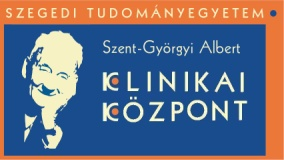 SZEGEDI TUDOMÁNYEGYETEM
Szent-Györgyi Albert
KLINIKAI
KÖZPONT